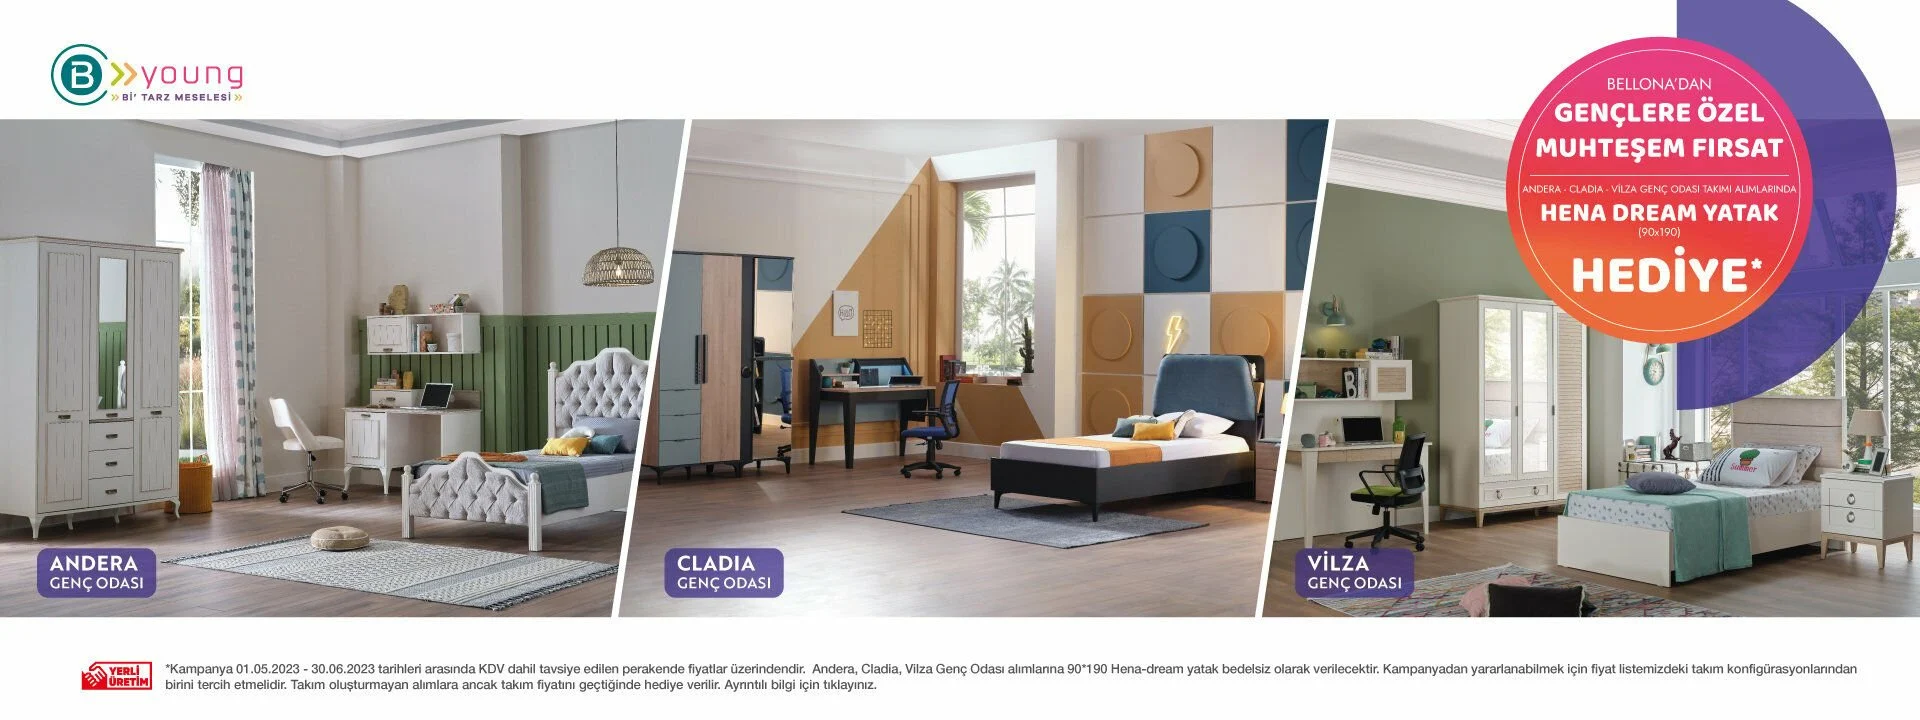 B
young
Bİ' TARZ MESELESİ
BELLONA'DAN
GENÇLERE ÖZEL
MUHTEŞEM FIRSAT
ANDERA - CLADIA - VİLZA GENÇ ODASI TAKIMI ALIMLARINDA
HENA DREAM YATAK
(90x190)
HEDİYE*
ANDERA
GENÇ ODASI
CLADIA
GENÇ ODASI
VİLZA
GENÇ ODASI
Summer
YERLİ
ÜRETİM
*Kampanya 01.05.2023 - 30.06.2023 tarihleri arasında KDV dahil tavsiye edilen perakende fiyatlar üzerindendir. Andera, Cladia, Vilza Genç Odası alımlarına 90*190 Hena-dream yatak bedelsiz olarak verilecektir. Kampanyadan yararlanabilmek için fiyat listemizdeki takım konfigürasyonlarından
birini tercih etmelidir. Takım oluşturmayan alımlara ancak takım fiyatını geçtiğinde hediye verilir. Ayrıntılı bilgi için tıklayınız.